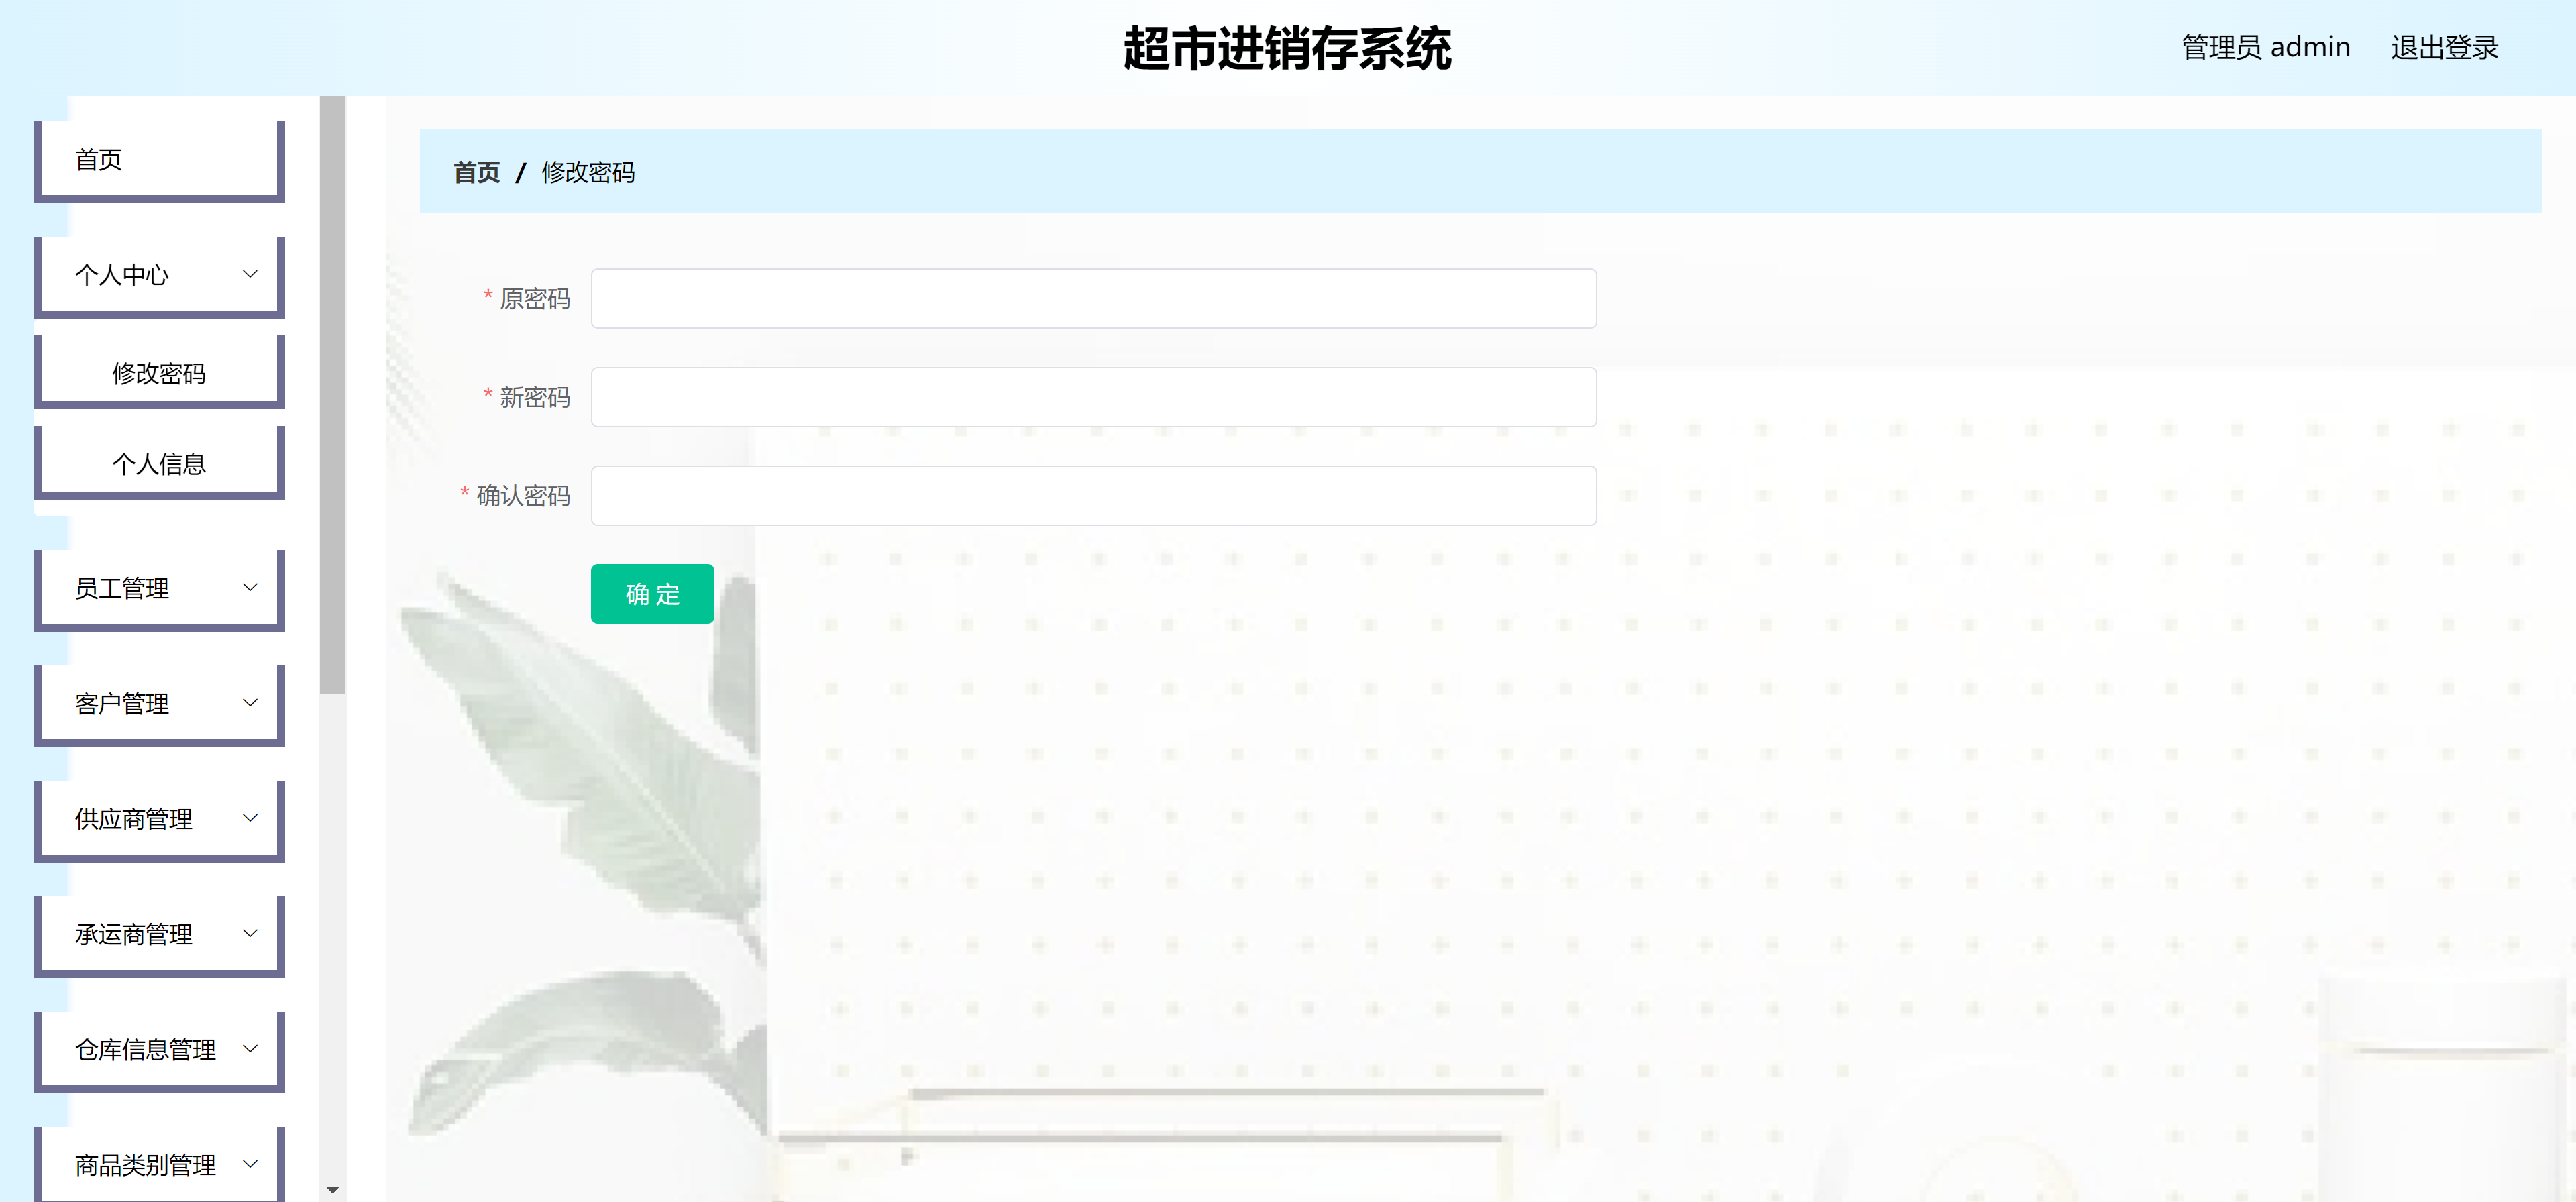 超市进销存系统
管理员 admin
退出登录
首页
个人中心
修改密码
个人信息
员工管理
客户管理
供应商管理
承运商管理
仓库信息管理
商品类别管理
首页 / 修改密码
* 原密码
* 新密码
* 确认密码
确 定